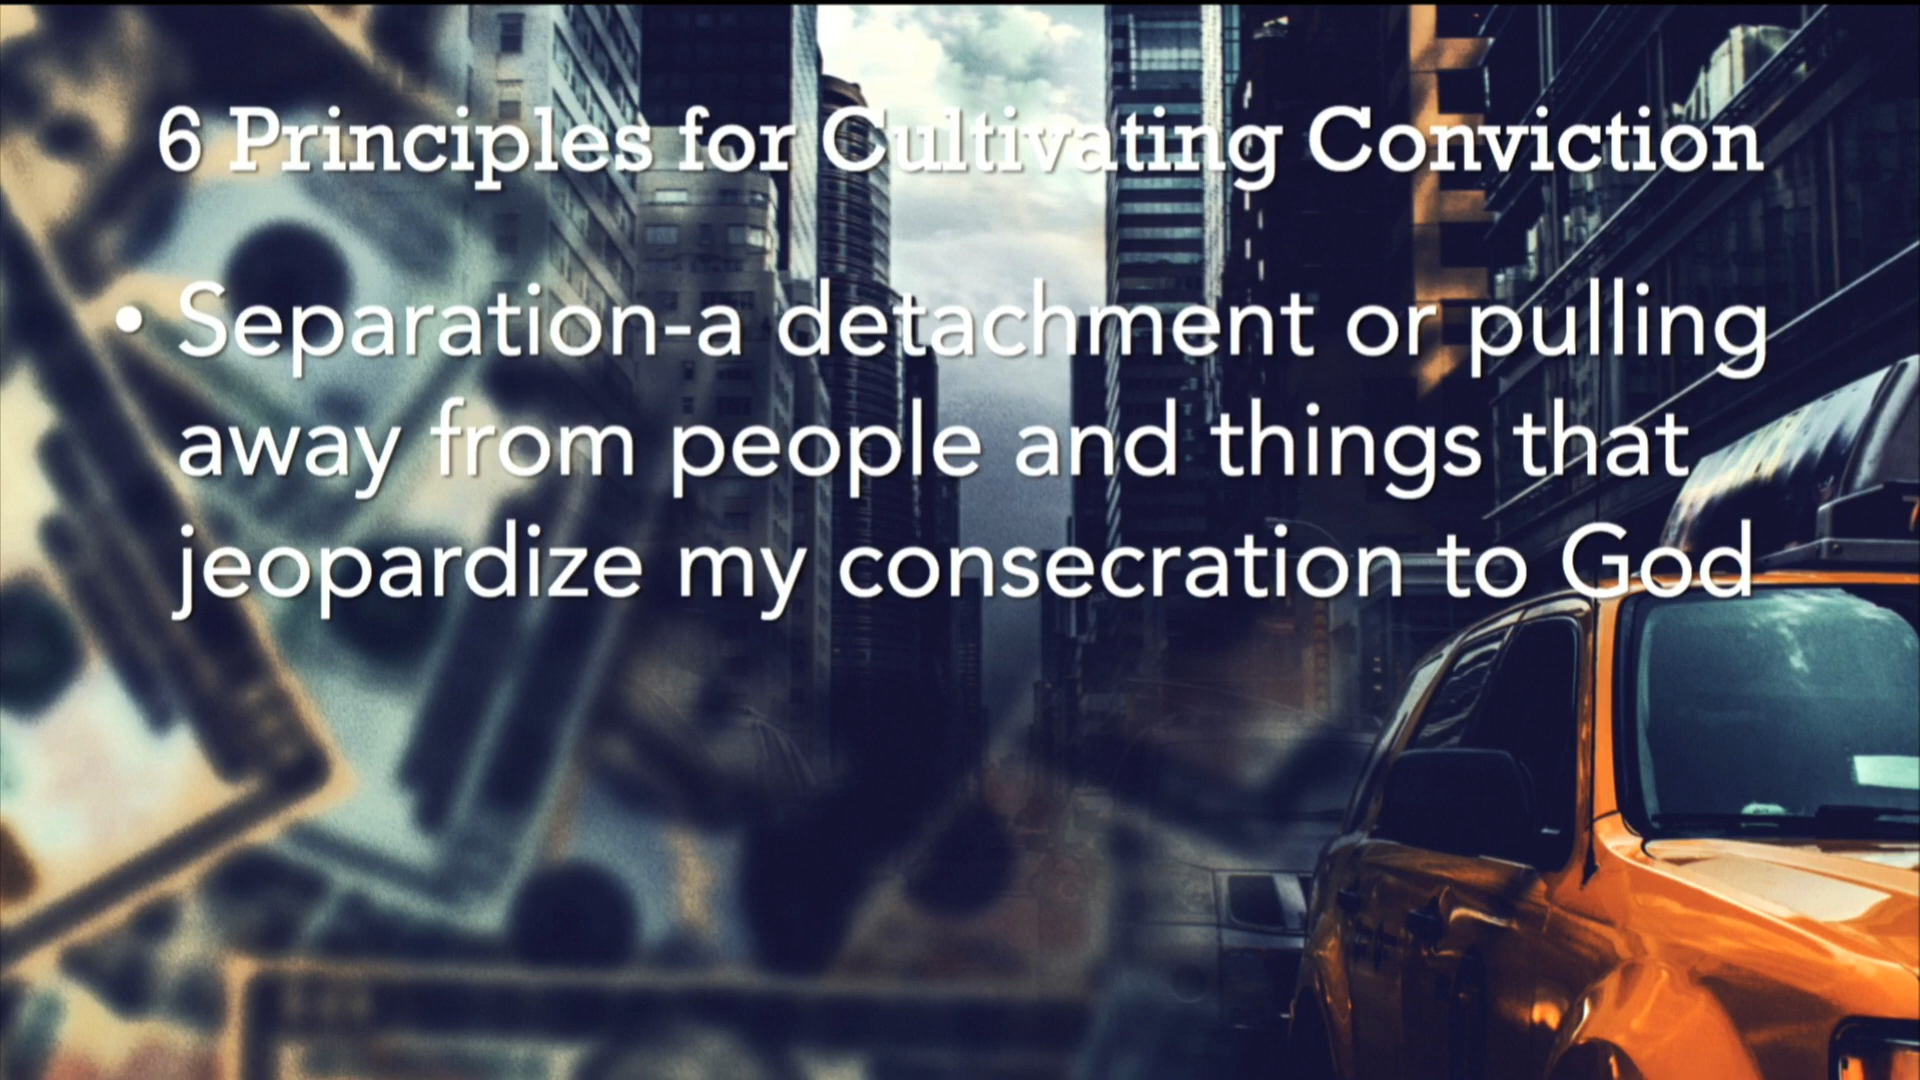 6 Principles for Cultivating Conviction
• Separation-a detachment or pulling
away from people and things that
jeopardize my consecration to God